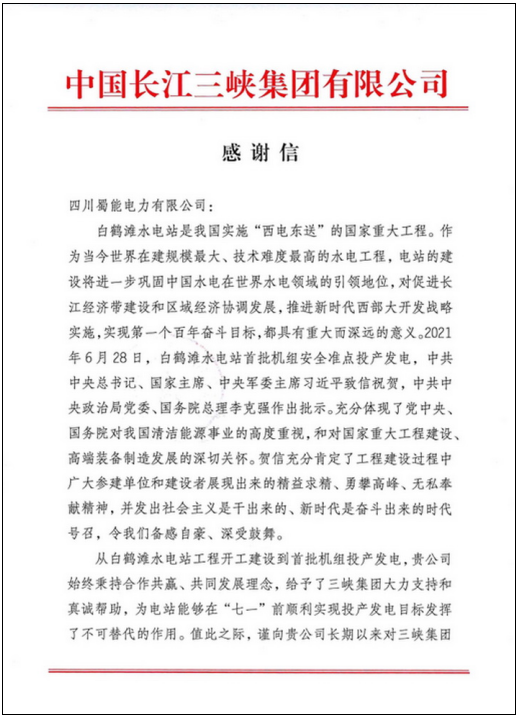 中国长江三峡集团有限公司
感谢信
四川蜀能电力有限公司：
白鹤滩水电站是我国实施“西电东送”的国家重大工程。作
为当今世界在建规模最大、技术难度最高的水电工程，电站的建
设将进一步巩固中国水电在世界水电领域的引领地位，对促进长
江经济带建设和区域经济协调发展，推进新时代西部大开发战略
实施，实现第一个百年奋斗目标，都具有重大而深远的意义。2021
年6月28日，白鹤滩水电站首批机组安全准点投产发电，中共
中央总书记、国家主席、中央军委主席习近平致信祝贺，中共中
央政治局党委、国务院总理李克强作出批示。充分体现了党中央、
国务院对我国清洁能源事业的高度重视，和对国家重大工程建设、
高端装备制造发展的深切关怀。贺信充分肯定了工程建设过程中
广大参建单位和建设者展现出来的精益求精、勇攀高峰、无私奉
献精神，并发出社会主义是干出来的、新时代是奋斗出来的时代
号召，令我们备感自豪、深受鼓舞。
从白鹤滩水电站工程开工建设到首批机组投产发电，贵公司
始终秉持合作共赢、共同发展理念，给予了三峡集团大力支持和
真诚帮助，为电站能够在“七一”前顺利实现投产发电目标发挥
了不可替代的作用。值此之际，谨向贵公司长期以来对三峡集团